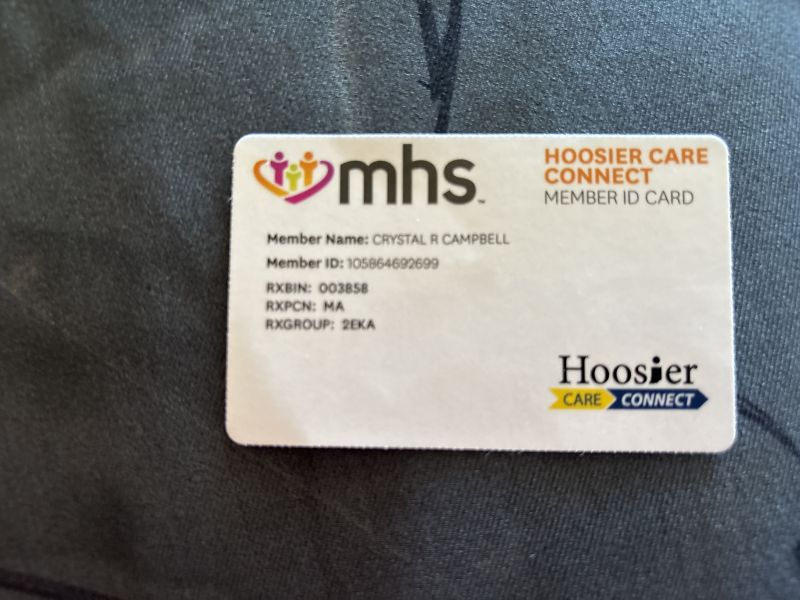 mhs™
HOOSIER CARE
CONNECT
MEMBER ID CARD
Member Name: CRYSTAL R CAMPBELL
Member ID: 105864692699
RXBIN: 003858
RXPCN: MA
RXGROUP: 2EKA
Hoosier
CARE CONNECT